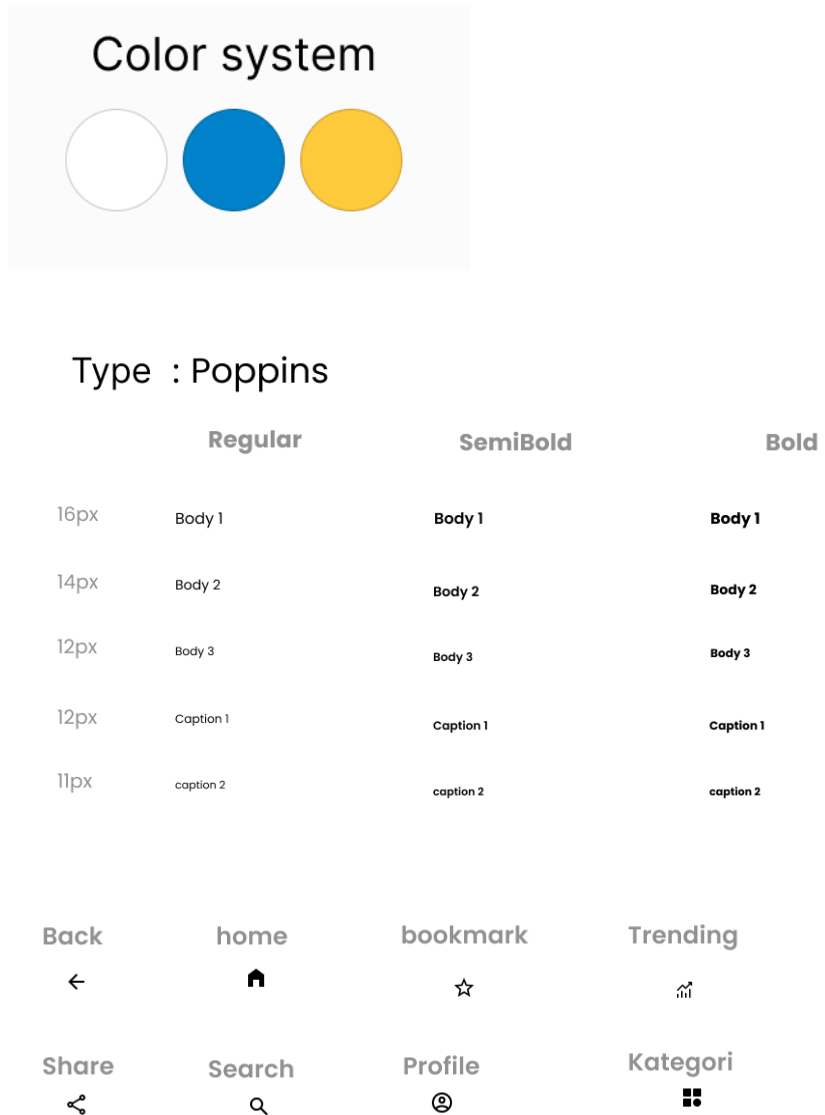 Color system
Type : Poppins
Regular SemiBold Bold
16px Body 1 Body 1 Body 1
14px Body 2 Body 2 Body 2
12px Body 3 Body 3 Body 3
12px Caption 1 Caption 1 Caption 1
11px caption 2 caption 2 caption 2
Back home bookmark Trending
Share Search Profile Kategori